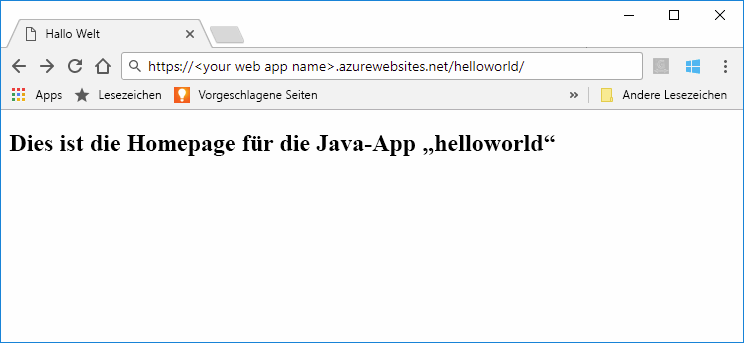 Hallo Welt
https://<your web app name>.azurewebsites.net/helloworld/
Apps Lesezeichen Vorgeschlagene Seiten » Andere Lesezeichen
Dies ist die Homepage für die Java-App „helloworld“